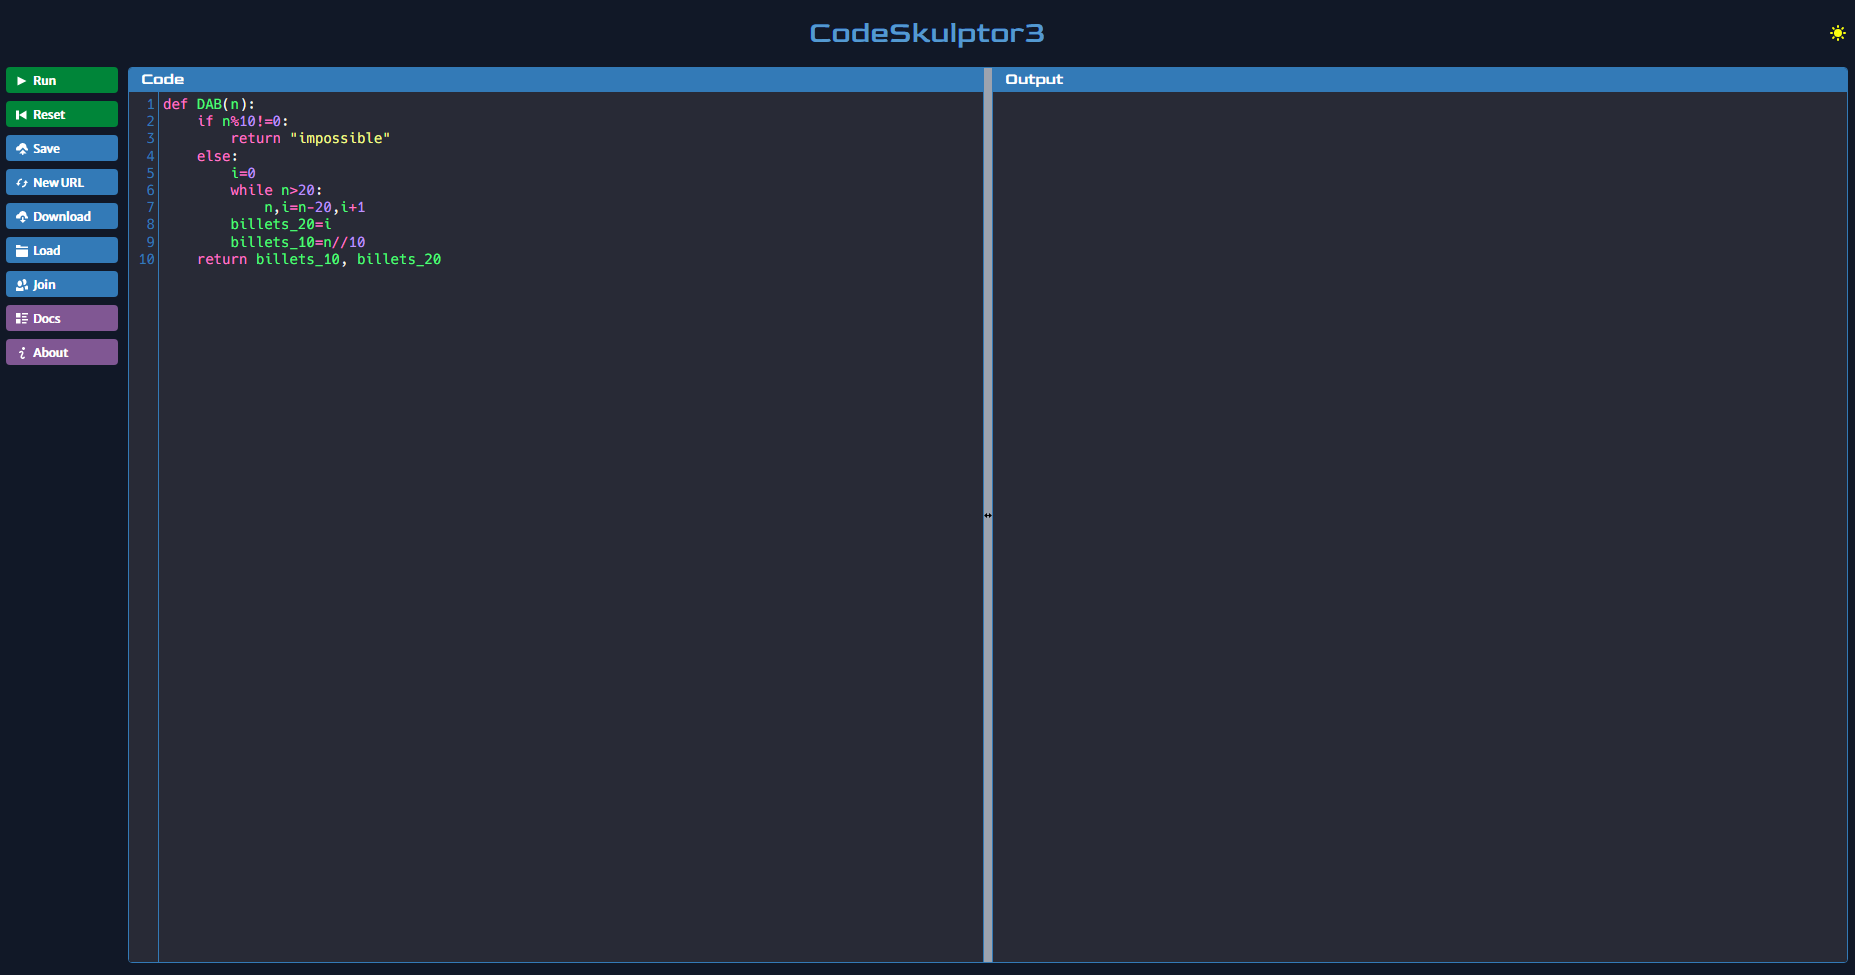 CodeSkulptor3
Run
Reset
Save
New URL
Download
Load
Join
Docs
About
Code
1 def DAB(n):
2     if n%10!=0:
3         return "impossible"
4     else:
5         i=0
6         while n>20:
7             n,i=n-20,i+1
8         billets_20=i
9         billets_10=n//10
10     return billets_10, billets_20
Output